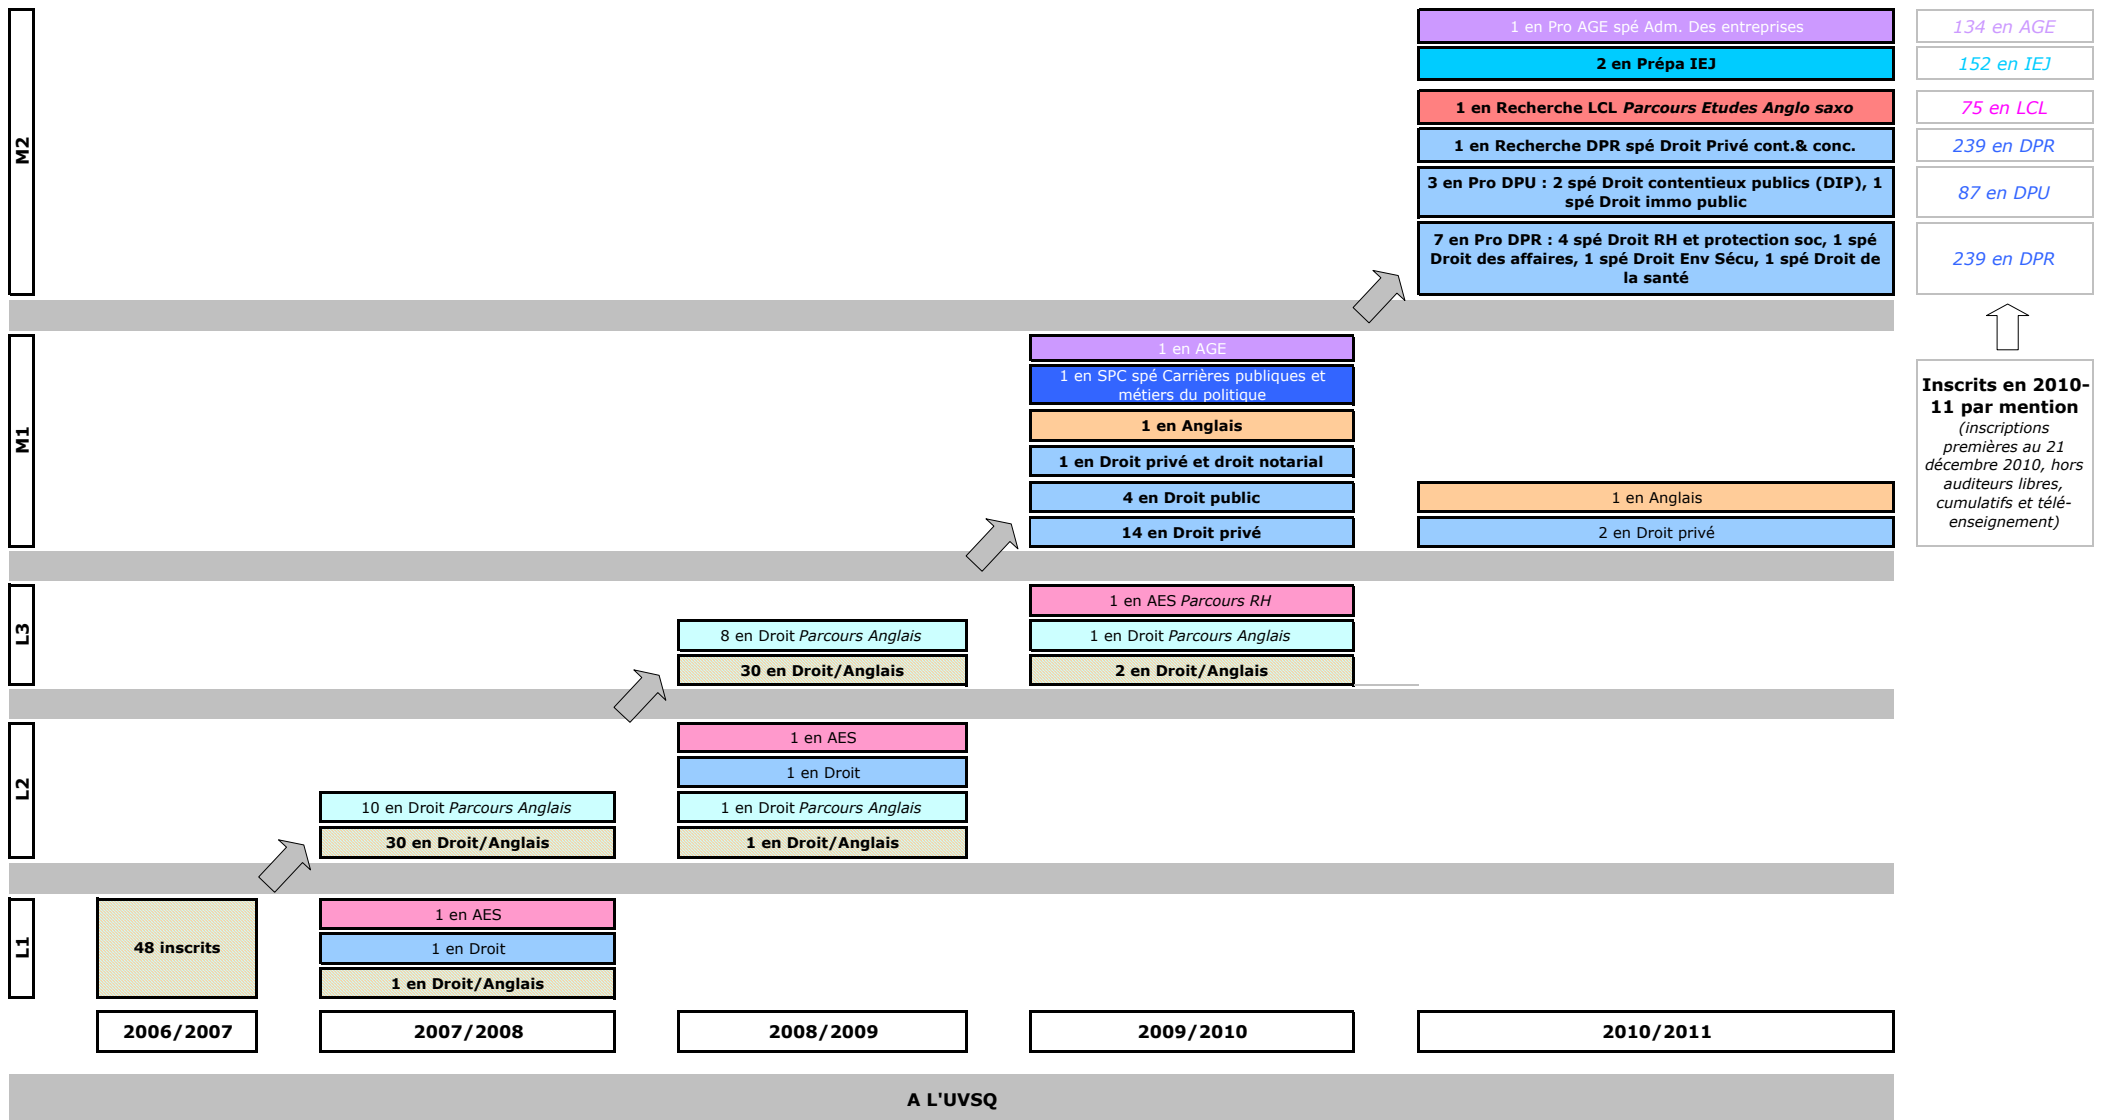 M2
1 en Pro AGE spé Adm. Des entreprises
134 en AGE
2 en Prépa IEJ
152 en IEJ
1 en Recherche LCL Parcours Etudes Anglo saxo
75 en LCL
1 en Recherche DPR spé Droit Privé cont.& conc.
239 en DPR
3 en Pro DPU : 2 spé Droit contentieux publics (DIP), 1
spé Droit immo public
87 en DPU
7 en Pro DPR : 4 spé Droit RH et protection soc, 1 spé
Droit des affaires, 1 spé Droit Env Sécu, 1 spé Droit de
la santé
239 en DPR
M1
1 en AGE
1 en SPC spé Carrières publiques et
métiers du politique
1 en Anglais
1 en Droit privé et droit notarial
4 en Droit public
14 en Droit privé
1 en Anglais
2 en Droit privé
Inscrits en 2010-
11 par mention
(inscriptions
premières au 21
décembre 2010, hors
auditeurs libres,
cumulatifs et télé-
enseignement)
L3
8 en Droit Parcours Anglais
30 en Droit/Anglais
1 en AES Parcours RH
1 en Droit Parcours Anglais
2 en Droit/Anglais
L2
10 en Droit Parcours Anglais
30 en Droit/Anglais
1 en AES
1 en Droit
1 en Droit Parcours Anglais
1 en Droit/Anglais
L1
48 inscrits
1 en AES
1 en Droit
1 en Droit/Anglais
2006/2007
2007/2008
2008/2009
2009/2010
2010/2011
A L'UVSQ